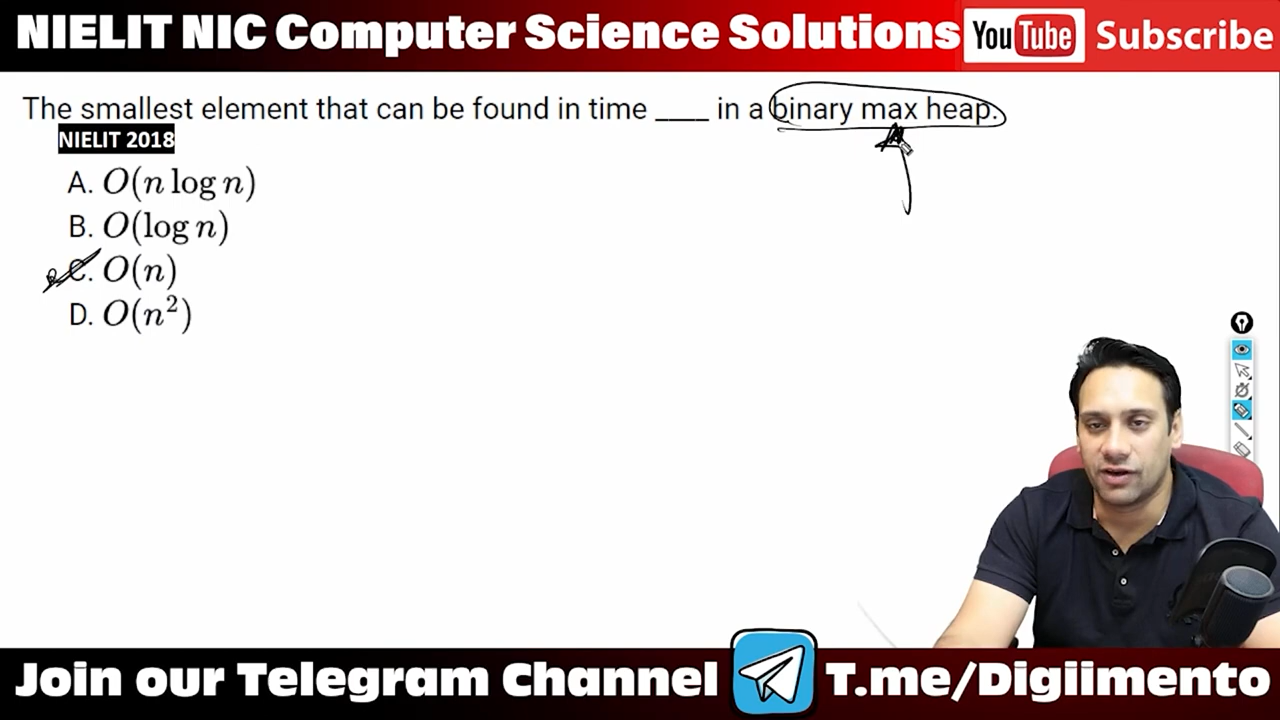 NIELIT NIC Computer Science Solutions YouTube Subscribe
The smallest element that can be found in time ____ in a binary max heap.
NIELIT 2018
A. O(n log n)
B. O(log n)
C. O(n)
D. O(n²)
Join our Telegram Channel T.me/Digiimento